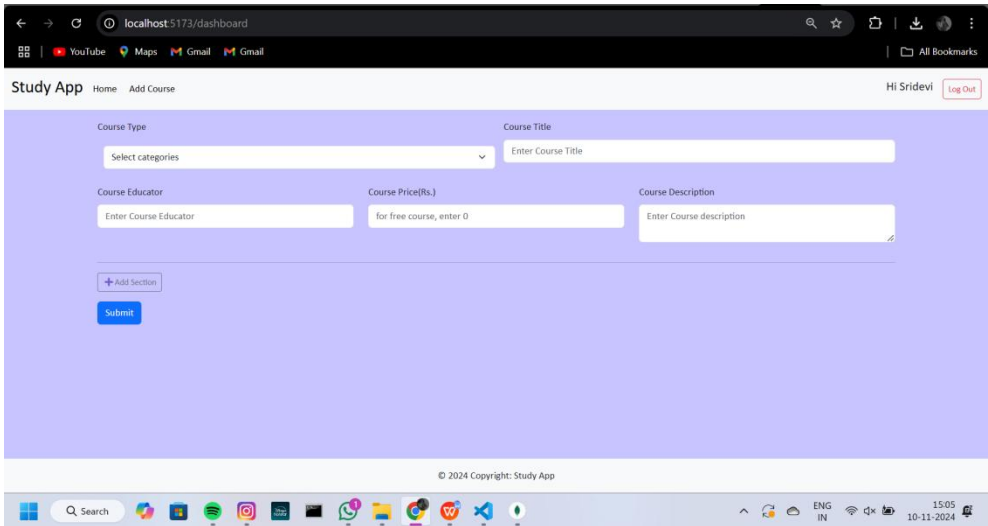 localhost:5173/dashboard
YouTube Maps Gmail Gmail All Bookmarks
Study App Home Add Course Hi Sridevi Log Out
Course Type Course Title
Select categories Enter Course Title
Course Educator Course Price(Rs.) Course Description
Enter Course Educator for free course, enter 0 Enter Course description
Add Section
Submit
© 2024 Copyright: Study App
Search 1 ENG 15:05
IN 10-11-2024